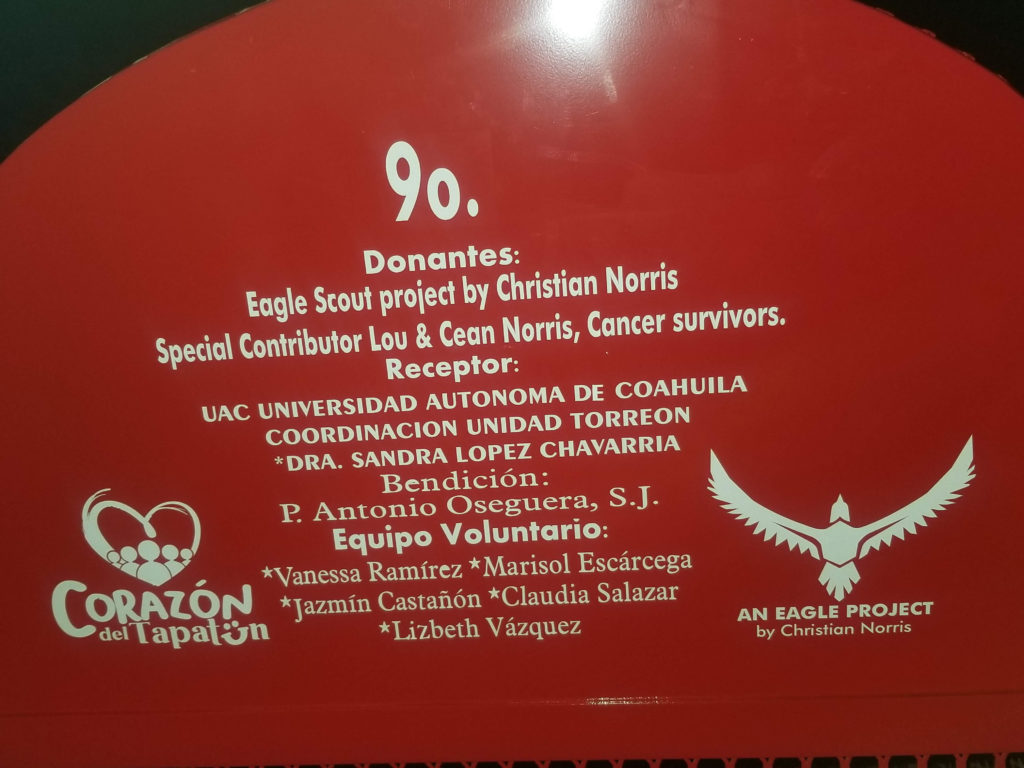 9o.
Donantes:
Eagle Scout project by Christian Norris
Special Contributor Lou & Cean Norris, Cancer survivors.
Receptor:
UAC UNIVERSIDAD AUTONOMA DE COAHUILA
COORDINACION UNIDAD TORREON
*DRA. SANDRA LOPEZ CHAVARRIA
Bendición:
P. Antonio Oseguera, S.J.
Equipo Voluntario:
*Vanessa Ramírez *Marisol Escárcega
*Jazmín Castañón *Claudia Salazar
*Lizbeth Vázquez
CORAZÓN
del Tapatün
AN EAGLE PROJECT
by Christian Norris